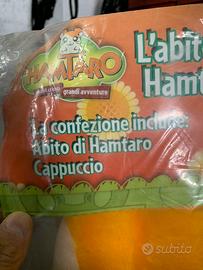 L'abito
Hamt
HAMTARO
grandi avventure
La confezione include:
Abito di Hamtaro
Cappuccio
subito